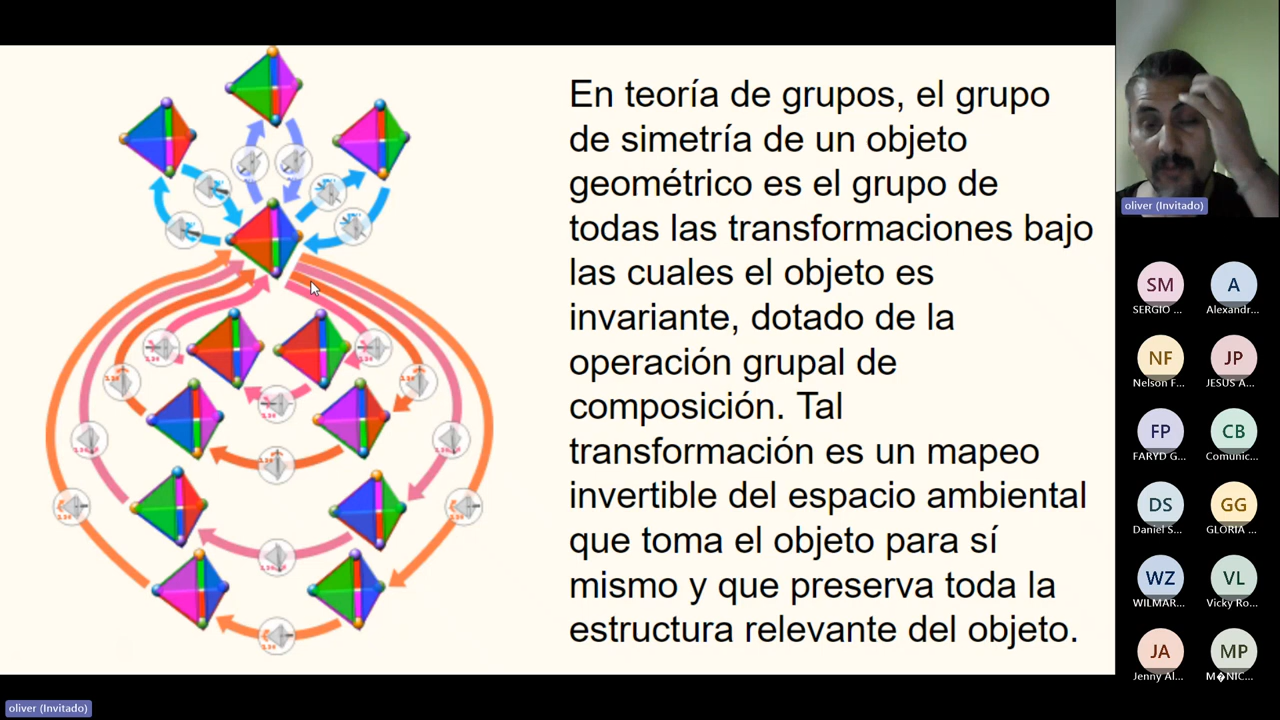 En teoría de grupos, el grupo
de simetría de un objeto
geométrico es el grupo de
todas las transformaciones bajo
las cuales el objeto es
invariante, dotado de la
operación grupal de
composición. Tal
transformación es un mapeo
invertible del espacio ambiental
que toma el objeto para sí
mismo y que preserva toda la
estructura relevante del objeto.
oliver (Invitado)
SM
SERGIO ...
A
Alexandr...
NF
Nelson F...
JP
JESUS A...
FP
FARYD G...
CB
Comunic...
DS
Daniel S...
GG
GLORIA ...
WZ
WILMAR...
VL
Vicky Ro...
JA
Jenny Al...
MP
M�NIC...
oliver (Invitado)